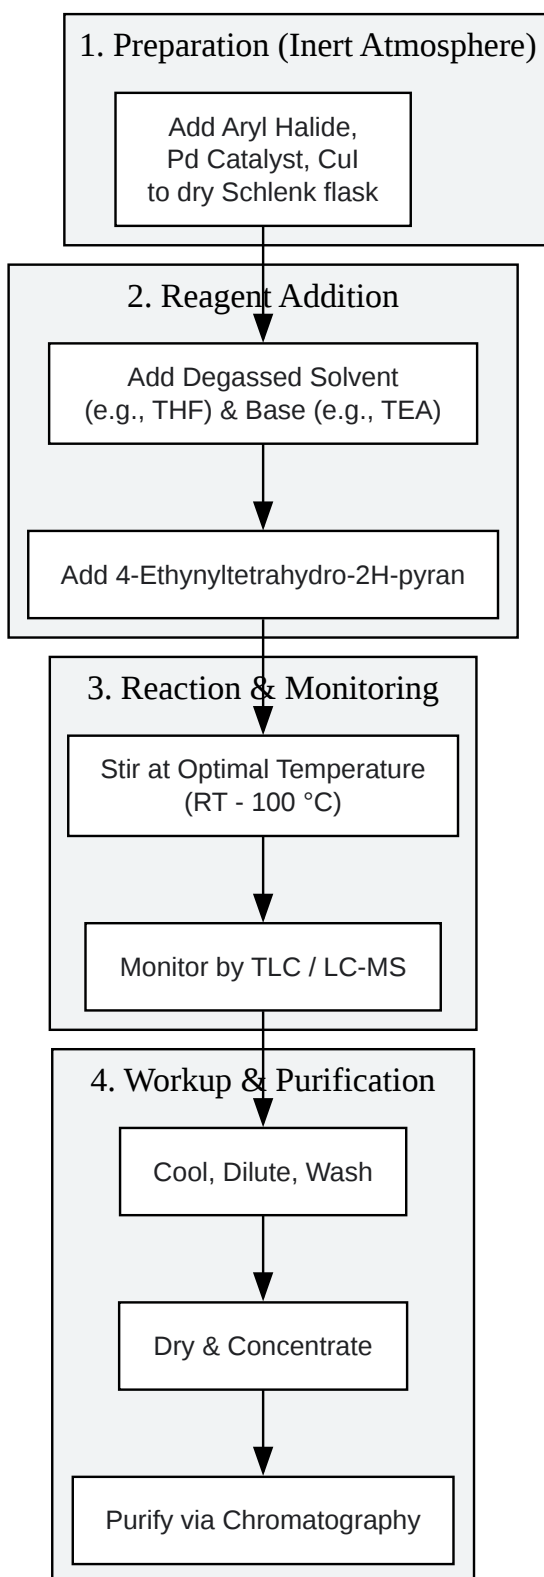 1. Preparation (Inert Atmosphere)
Add Aryl Halide,
Pd Catalyst, CuI
to dry Schlenk flask
2. Reagent Addition
Add Degassed Solvent
(e.g., THF) & Base (e.g., TEA)
Add 4-Ethynyltetrahydro-2H-pyran
3. Reaction & Monitoring
Stir at Optimal Temperature
(RT - 100 °C)
Monitor by TLC / LC-MS
4. Workup & Purification
Cool, Dilute, Wash
Dry & Concentrate
Purify via Chromatography